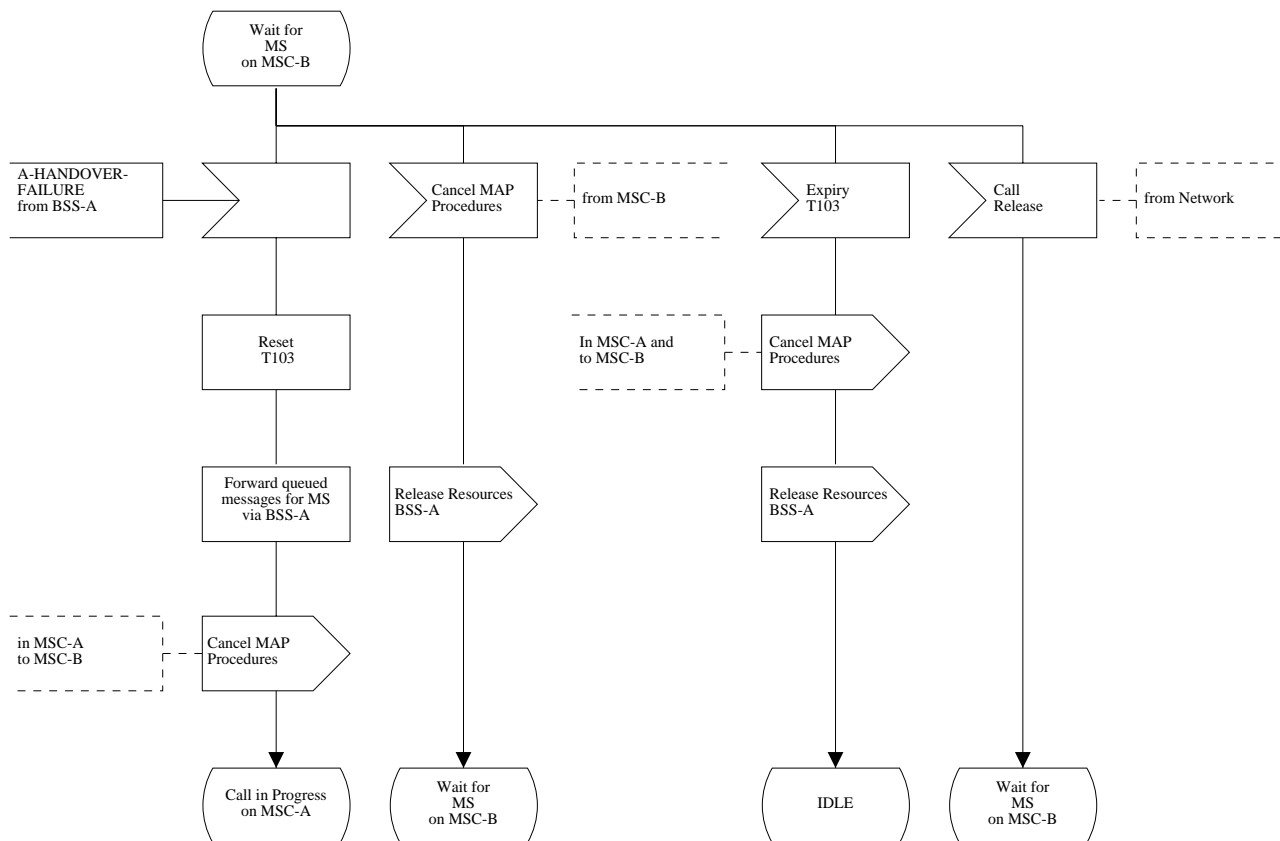 Wait for
MS
on MSC-B
A-HANDOVER-
FAILURE
from BSS-A
Cancel MAP
Procedures
from MSC-B
Expiry
T103
Call
Release
from Network
Reset
T103
In MSC-A and
to MSC-B
Cancel MAP
Procedures
Forward queued
messages for MS
via BSS-A
Release Resources
BSS-A
Release Resources
BSS-A
in MSC-A
to MSC-B
Cancel MAP
Procedures
Call in Progress
on MSC-A
Wait for
MS
on MSC-B
IDLE
Wait for
MS
on MSC-B